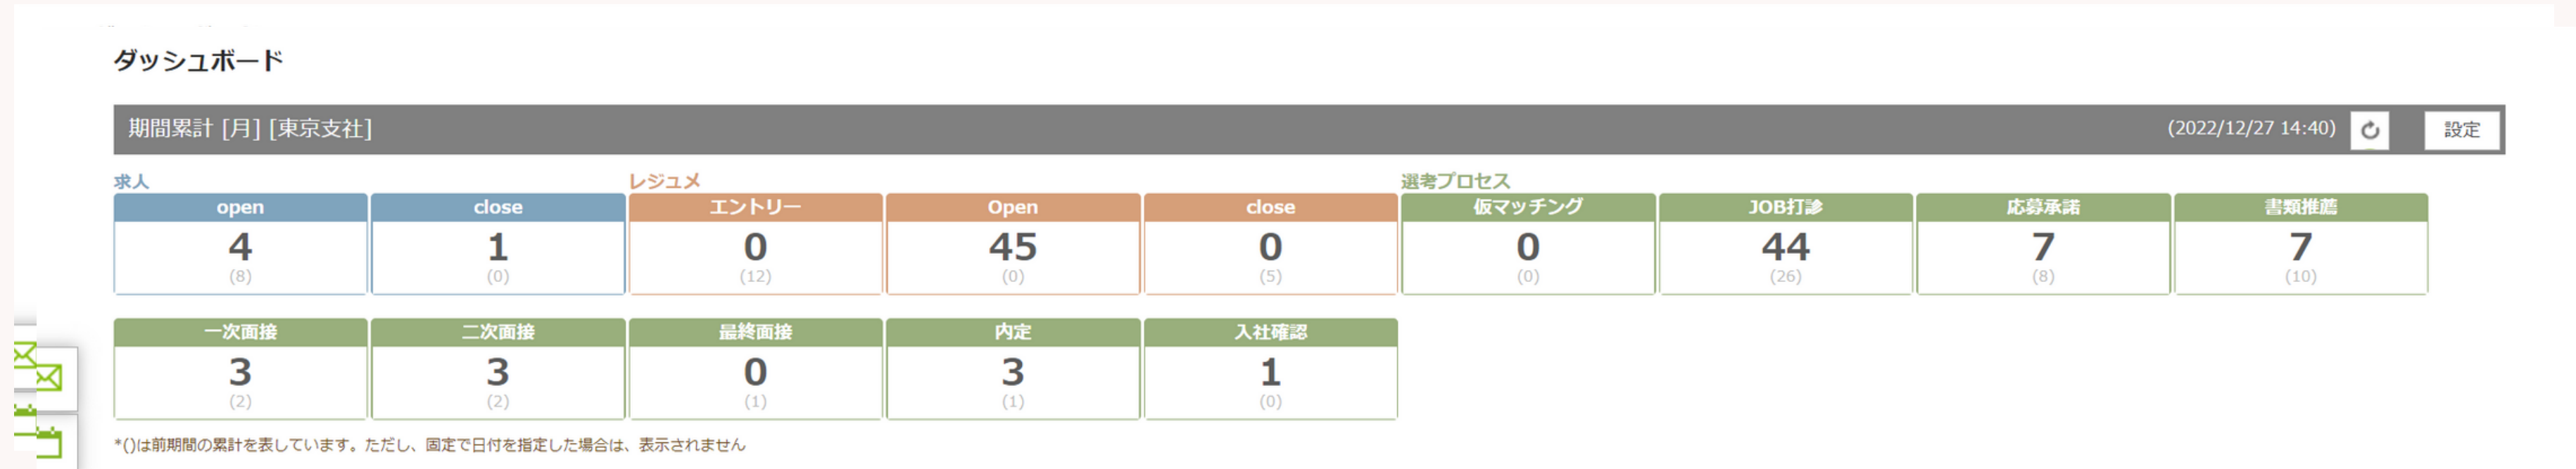 ダッシュボード
期間累計 [月] [東京支社]
(2022/12/27 14:40)
設定
求人
レジュメ
選考プロセス
open
close
エントリー
Open
close
仮マッチング
JOB打診
応募承諾
書類推薦
4
1
0
45
0
0
44
7
7
(8)
(0)
(12)
(0)
(5)
(0)
(26)
(8)
(10)
一次面接
二次面接
最終面接
内定
入社確認
3
3
0
3
1
(2)
(2)
(1)
(1)
(0)
*()は前期間の累計を表しています。ただし、固定で日付を指定した場合は、表示されません